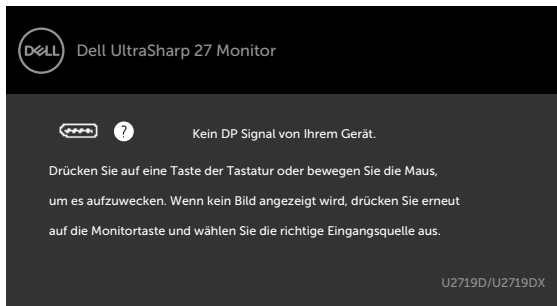 DELL Dell UltraSharp 27 Monitor
? Kein DP Signal von Ihrem Gerät.
Drücken Sie auf eine Taste der Tastatur oder bewegen Sie die Maus,
um es aufzuwecken. Wenn kein Bild angezeigt wird, drücken Sie erneut
auf die Monitortaste und wählen Sie die richtige Eingangsquelle aus.
U2719D/U2719DX